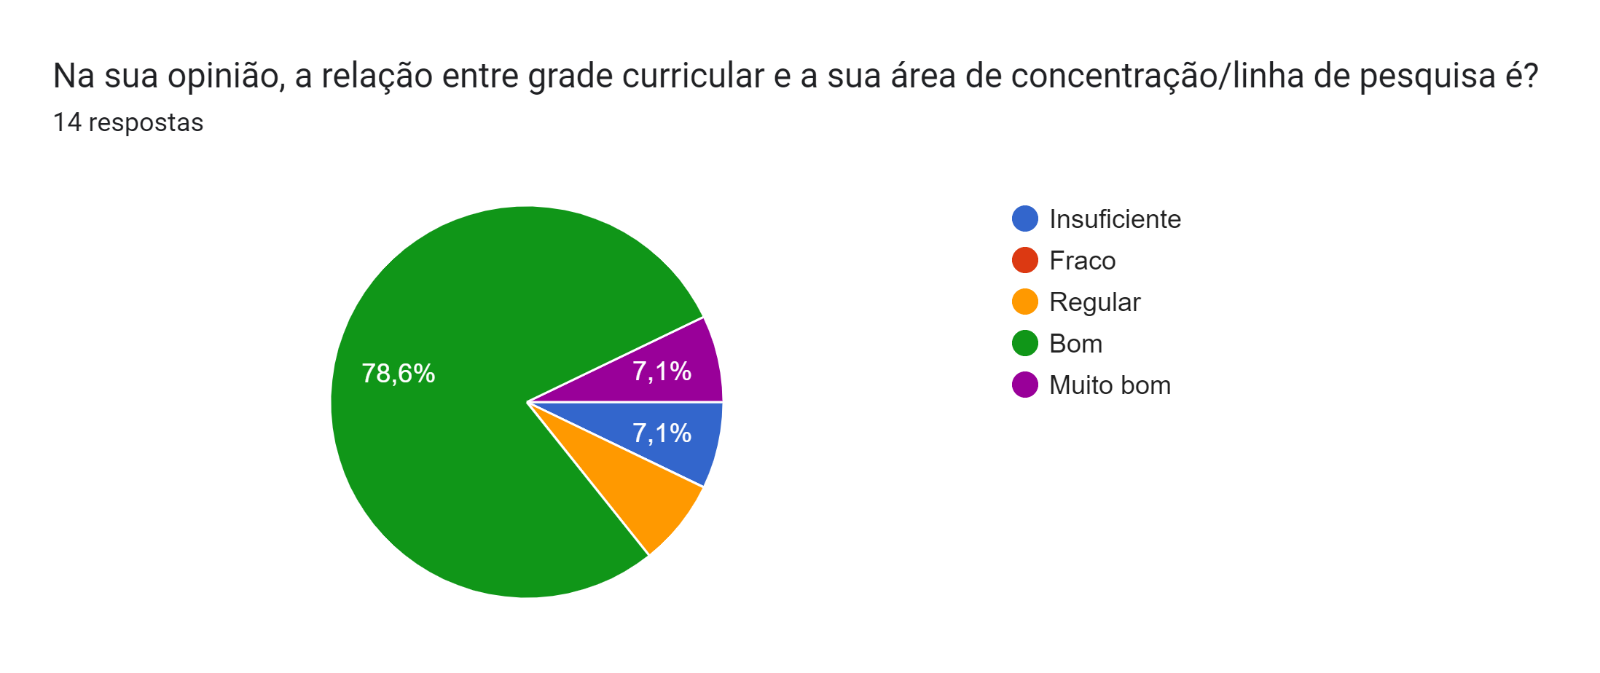 Na sua opinião, a relação entre grade curricular e a sua área de concentração/linha de pesquisa é?
14 respostas
78,6%
7,1%
7,1%
Insuficiente
Fraco
Regular
Bom
Muito bom